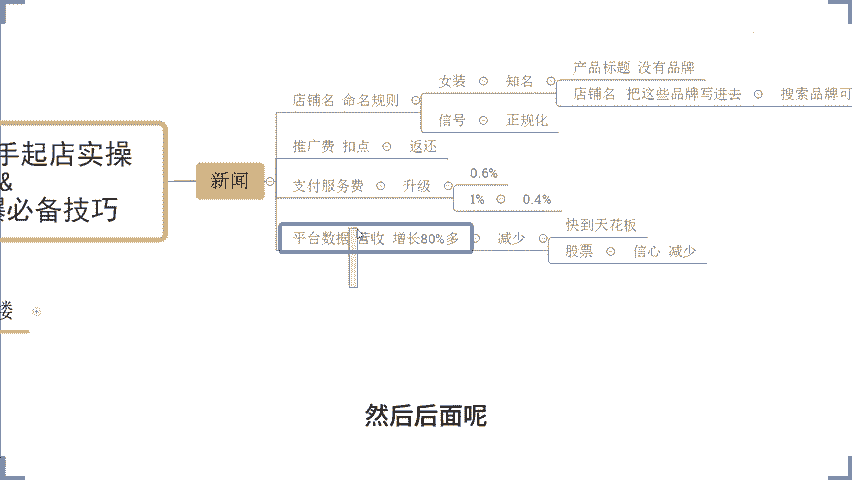 手起店实操
&
爆必备技巧
新闻
店铺名 命名规则
女装
知名
产品标题 没有品牌
店铺名 把这些品牌写进去
搜索品牌可
信号
正规化
推广费 扣点
返还
支付服务费
升级
0.6%
1%
0.4%
平台数据 营收 增长80%多
减少
快到天花板
股票
信心 减少
楼
然后后面呢